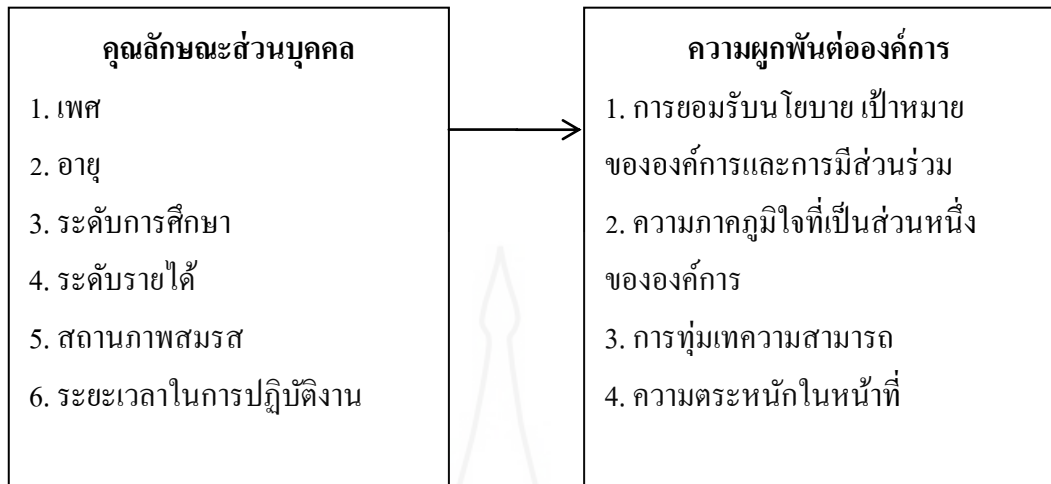 คุณลักษณะส่วนบุคคล
1. เพศ
2. อายุ
3. ระดับการศึกษา
4. ระดับรายได้
5. สถานภาพสมรส
6. ระยะเวลาในการปฏิบัติงาน
ความผูกพันต่อองค์การ
1. การยอมรับนโยบาย เป้าหมาย
ขององค์การและการมีส่วนร่วม
2. ความภาคภูมิใจที่เป็นส่วนหนึ่ง
ขององค์การ
3. การทุ่มเทความสามารถ
4. ความตระหนักในหน้าที่